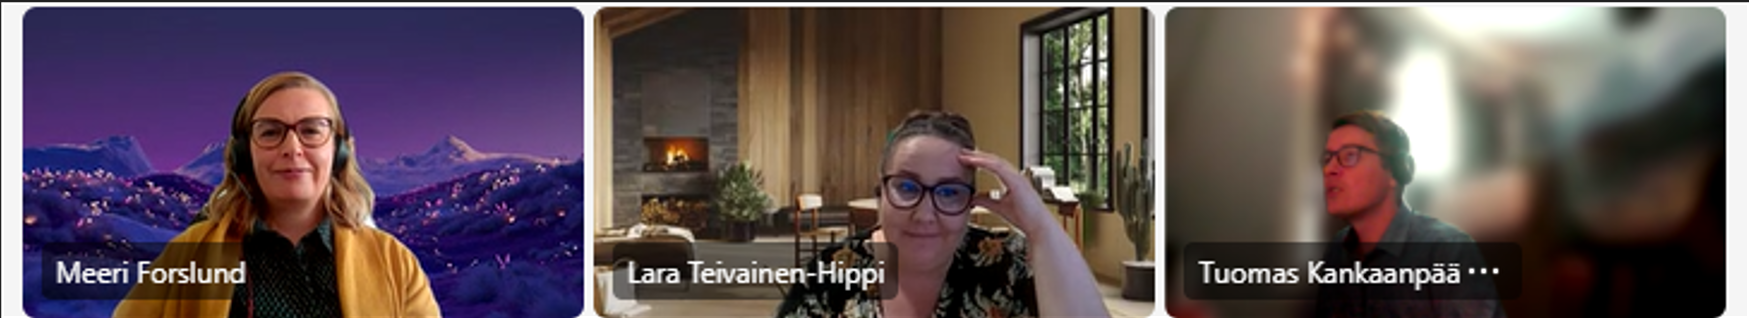 Meeri Forslund
Lara Teivainen-Hippi
Tuomas Kankaanpää ...